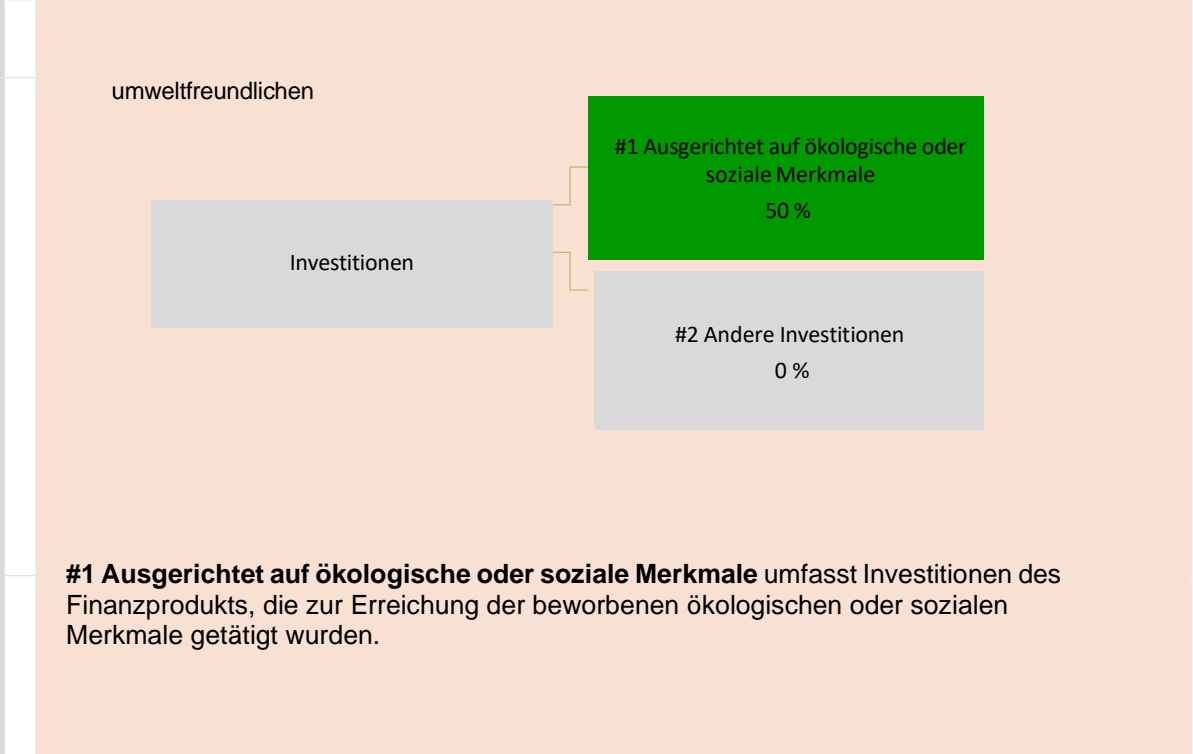 umweltfreundlichen
#1 Ausgerichtet auf ökologische oder
soziale Merkmale
50 %
Investitionen
#2 Andere Investitionen
0 %
#1 Ausgerichtet auf ökologische oder soziale Merkmale umfasst Investitionen des
Finanzprodukts, die zur Erreichung der beworbenen ökologischen oder sozialen
Merkmale getätigt wurden.